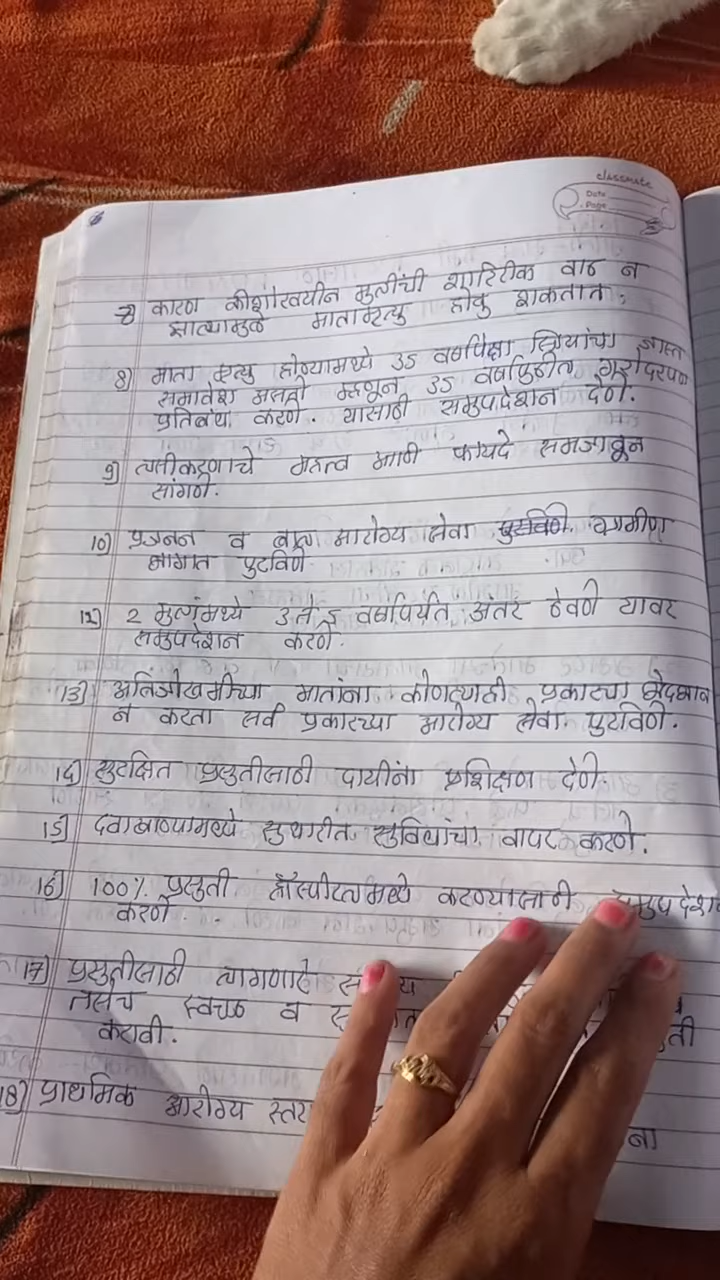 classmate
Date
Page
कारण कीशोरवयीन मुलींची शारिरीक वाढ न
झाल्यामुळे मातामृत्यु होवु शकतात.
8) माता मृत्यु होण्यामध्ये 35 वर्षापेक्षा स्त्रियांचा जास्त
समावेश असतो म्हणून 35 वर्षापुढील गरोदरपण
प्रतिबंध करणे. यासाठी समुपदेशन देणे.
9) लसीकरणाचे महत्व आणि फायदे समजावून
सांगणे.
10) प्रजनन व बाल आरोग्य सेवा ग्रामीण
भागात पुरविणे
12) 2 मुलांमध्ये 3 ते 5 वर्षापर्यंत अंतर ठेवणे यावर
समुपदेशन करणे.
13) अतिजोखमीच्या मातांना कोणत्याही प्रकारचा भेदभाव
न करता सर्व प्रकारच्या आरोग्य सेवा पुरविणे.
14) सुरक्षित प्रसुतीसाठी दायींना प्रशिक्षण देणे.
15) दवाखान्यामध्ये सुधारीत सुविधांचा वापर करणे.
16) 100% प्रसुती हॉस्पीटलमध्ये करण्यासाठी समुपदेशन
करणे.
17) प्रसुतीसाठी लागणारे
तसेच स्वच्छ व
करावी.
18) प्राथमिक आरोग्य स्तर